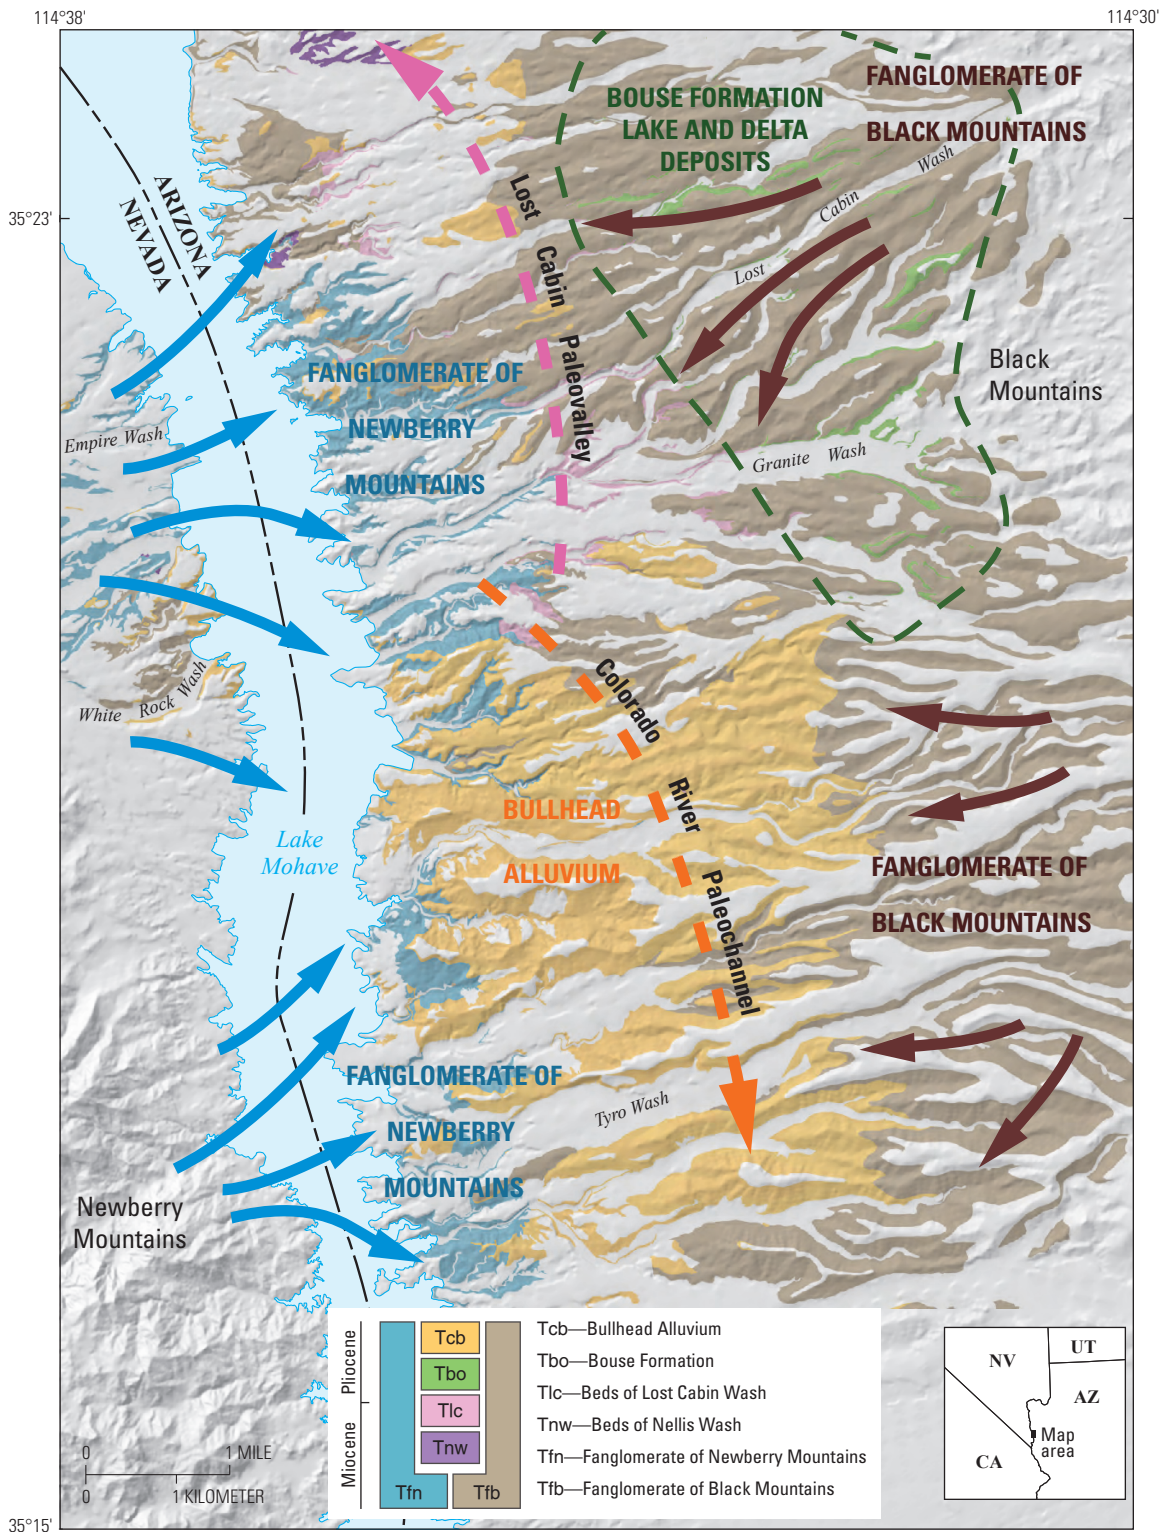 114°38'
114°30'
FANGLOMERATE OF
BLACK MOUNTAINS
BOUSE FORMATION
LAKE AND DELTA
DEPOSITS
Lost Cabin Wash
35°23'
ARIZONA
NEVADA
Lost Cabin Paleovalley
FANGLOMERATE OF
NEWBERRY
MOUNTAINS
Black
Mountains
Empire Wash
Granite Wash
White Rock Wash
Colorado River Paleochannel
BULLHEAD
ALLUVIUM
Lake
Mohave
FANGLOMERATE OF
BLACK MOUNTAINS
FANGLOMERATE OF
NEWBERRY
MOUNTAINS
Tyro Wash
Newberry
Mountains
Pliocene
Miocene
Tcb
Tbo
Tlc
Tnw
Tfn
Tfb
Tcb—Bullhead Alluvium
Tbo—Bouse Formation
Tlc—Beds of Lost Cabin Wash
Tnw—Beds of Nellis Wash
Tfn—Fanglomerate of Newberry Mountains
Tfb—Fanglomerate of Black Mountains
NV
UT
AZ
CA
Map
area
0 1 MILE
0 1 KILOMETER
35°15'